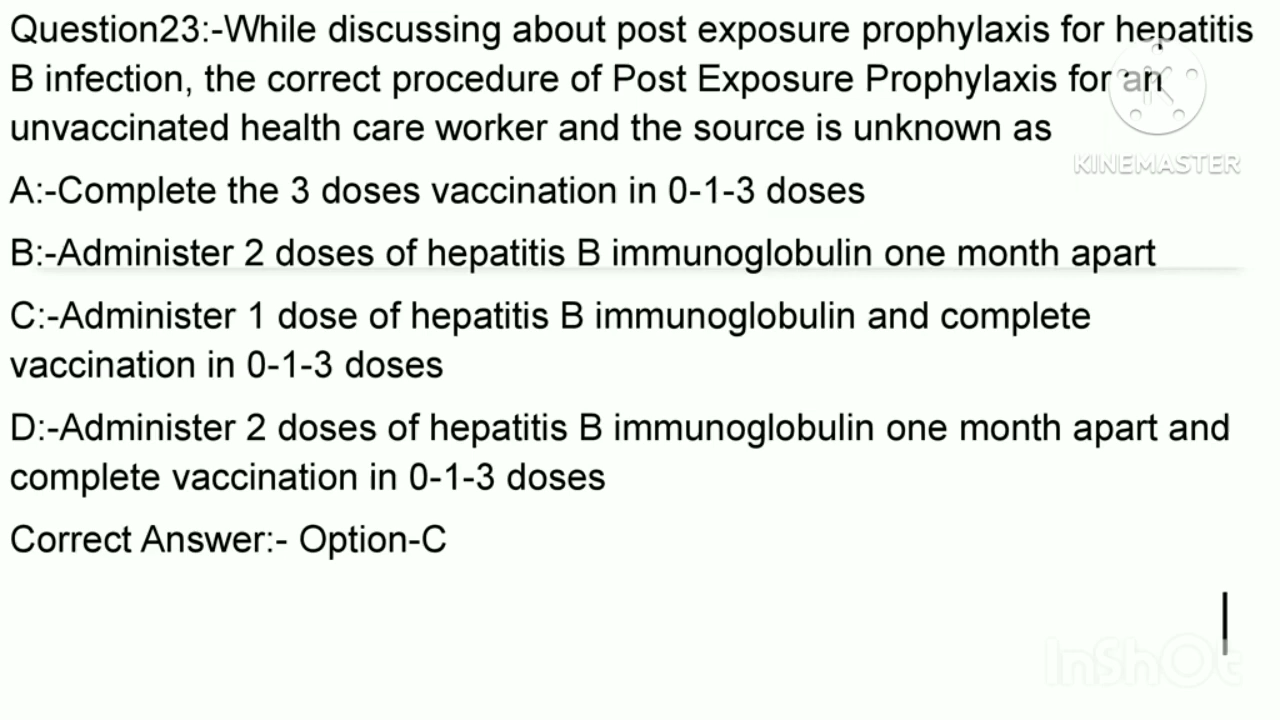 Question23:-While discussing about post exposure prophylaxis for hepatitis
B infection, the correct procedure of Post Exposure Prophylaxis for an
unvaccinated health care worker and the source is unknown as
KINEMASTER
A:-Complete the 3 doses vaccination in 0-1-3 doses
B:-Administer 2 doses of hepatitis B immunoglobulin one month apart
C:-Administer 1 dose of hepatitis B immunoglobulin and complete
vaccination in 0-1-3 doses
D:-Administer 2 doses of hepatitis B immunoglobulin one month apart and
complete vaccination in 0-1-3 doses
Correct Answer:- Option-C
InShOt